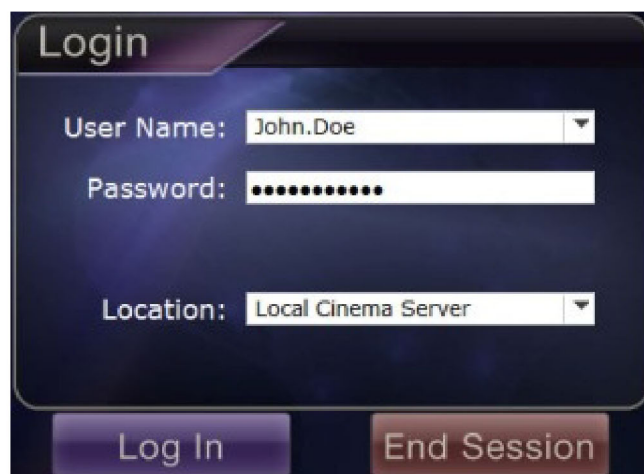 Login
User Name: John.Doe
Password: •••••••••••
Location: Local Cinema Server
Log In End Session